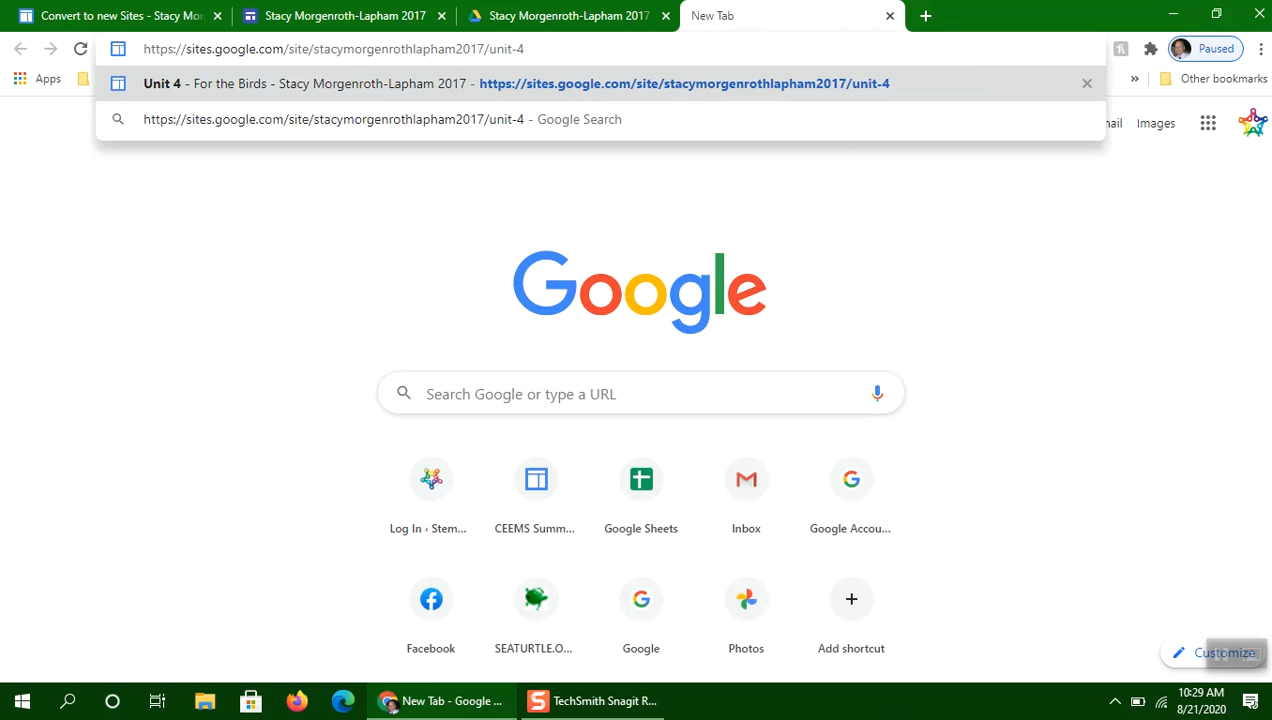 Convert to new Sites - Stacy Mor
Stacy Morgenroth-Lapham 2017
Stacy Morgenroth-Lapham 2017
New Tab
https://sites.google.com/site/stacymorgenrothlapham2017/unit-4
Paused
Apps
Other bookmarks
Unit 4 - For the Birds - Stacy Morgenroth-Lapham 2017 - https://sites.google.com/site/stacymorgenrothlapham2017/unit-4
https://sites.google.com/site/stacymorgenrothlapham2017/unit-4 - Google Search
ail Images
Google
Search Google or type a URL
Log In ‹ Stem...
CEEMS Summ...
Google Sheets
Inbox
Google Accou...
Facebook
SEATURTLE.O...
Google
Photos
Add shortcut
Customize
New Tab - Google ...
TechSmith Snagit R...
10:29 AM
8/21/2020